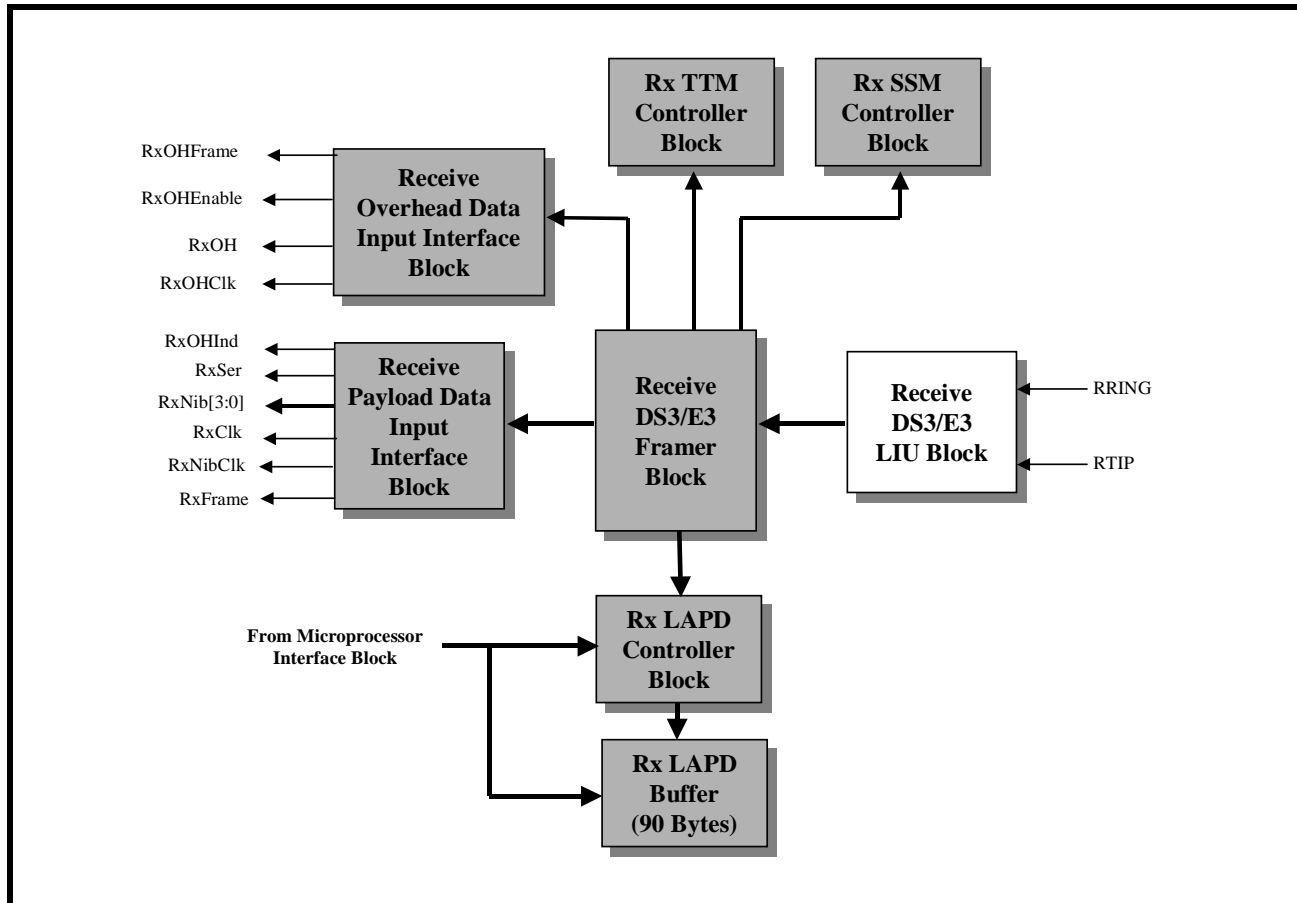 Rx TTM
Controller
Block
Rx SSM
Controller
Block
RxOHFrame
RxOHEnable
RxOH
RxOHClk
Receive
Overhead Data
Input Interface
Block
RxOHInd
RxSer
RxNib[3:0]
RxClk
RxNibClk
RxFrame
Receive
Payload Data
Input
Interface
Block
Receive
DS3/E3
Framer
Block
Receive
DS3/E3
LIU Block
RRING
RTIP
From Microprocessor
Interface Block
Rx LAPD
Controller
Block
Rx LAPD
Buffer
(90 Bytes)